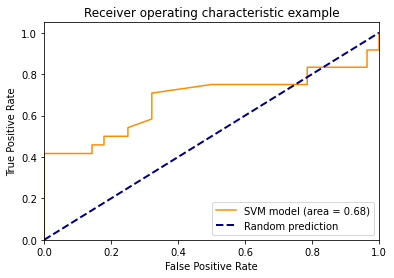 Receiver operating characteristic example
1.0
0.8
0.6
0.4
0.2
0.0
True Positive Rate
SVM model (area = 0.68)
Random prediction
0.0 0.2 0.4 0.6 0.8 1.0
False Positive Rate